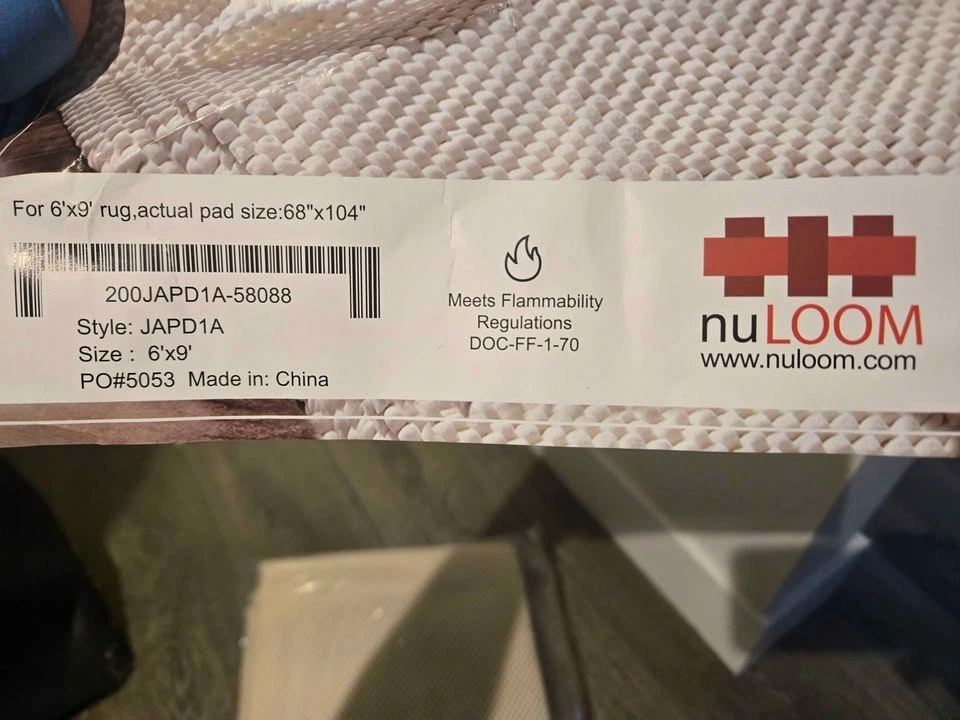 For 6'x9' rug,actual pad size:68"x104"
200JAPD1A-58088
Style: JAPD1A
Size : 6'x9'
PO#5053 Made in: China
Meets Flammability
Regulations
DOC-FF-1-70
nuLOOM
www.nuloom.com